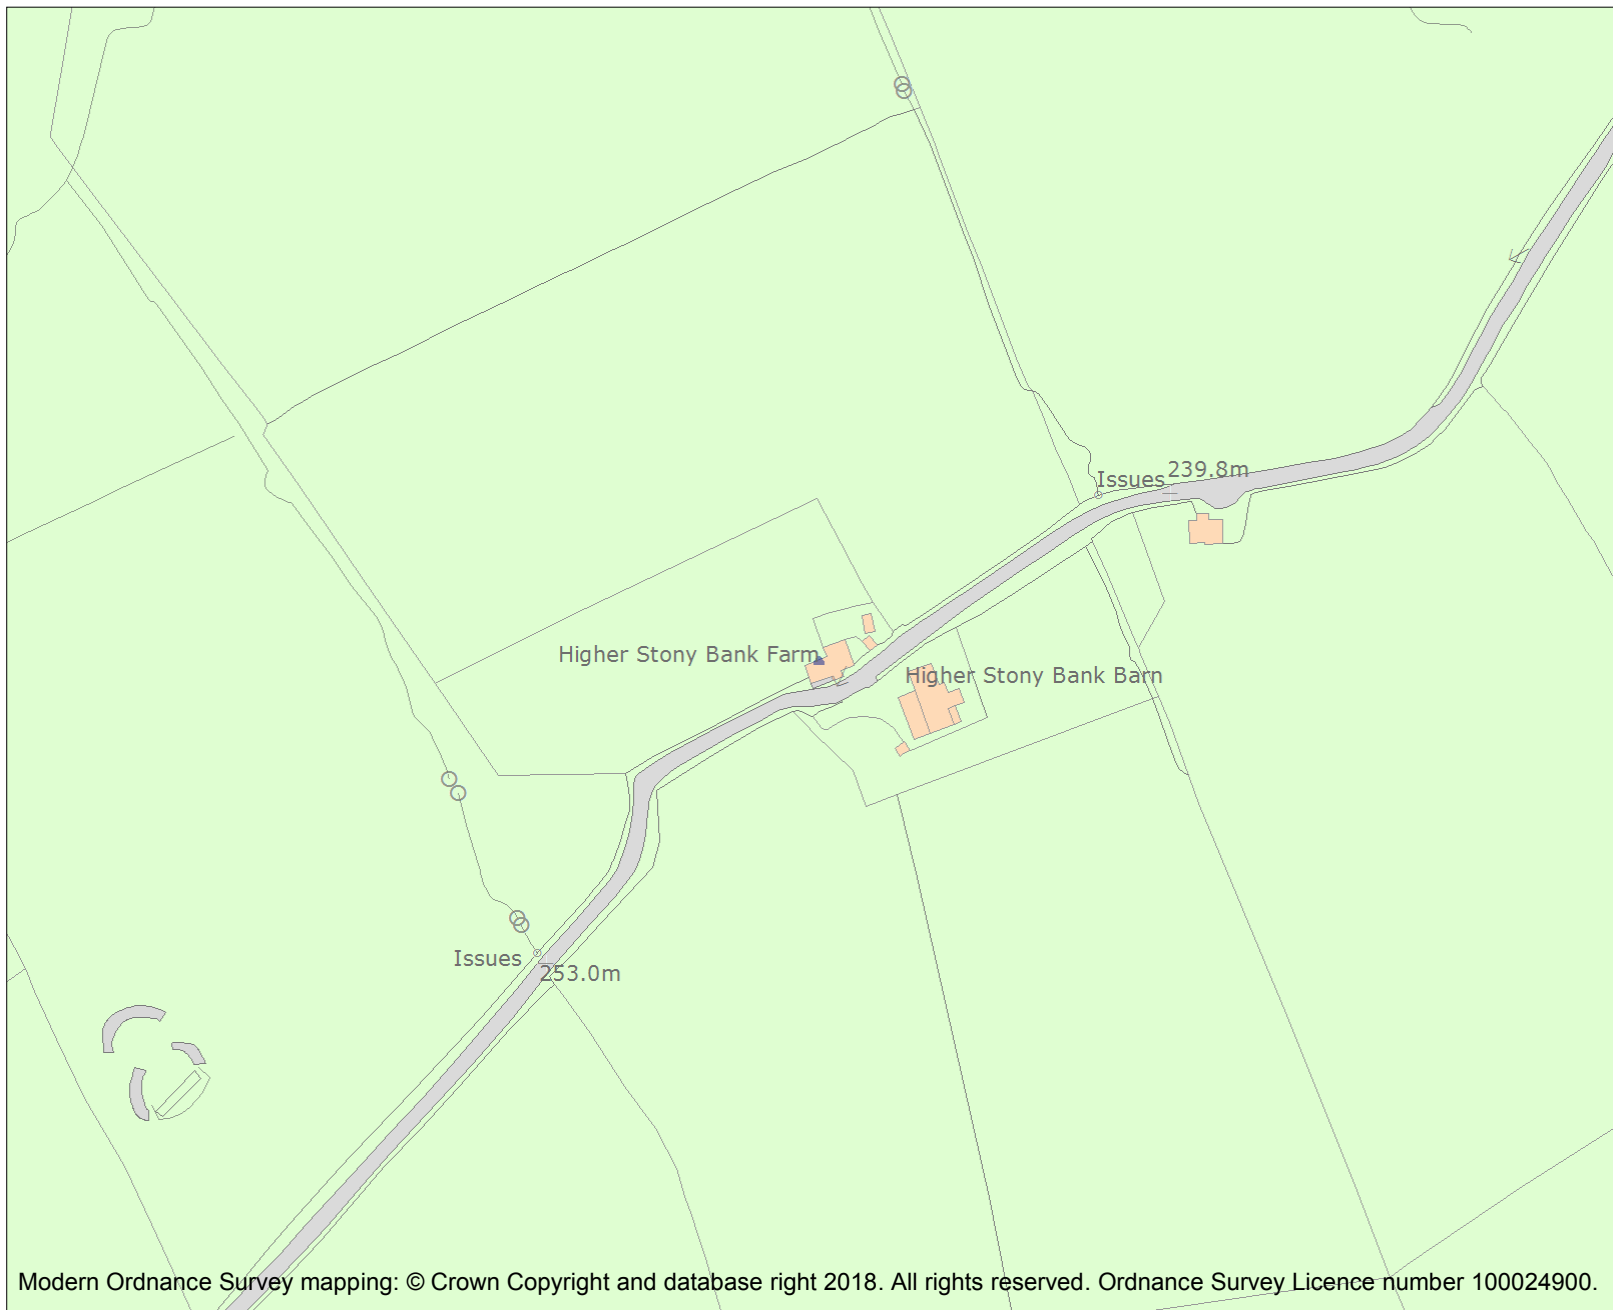 Issues
239.8m
Higher Stony Bank Farm
Higher Stony Bank Barn
Issues
253.0m
Modern Ordnance Survey mapping: © Crown Copyright and database right 2018. All rights reserved. Ordnance Survey Licence number 100024900.